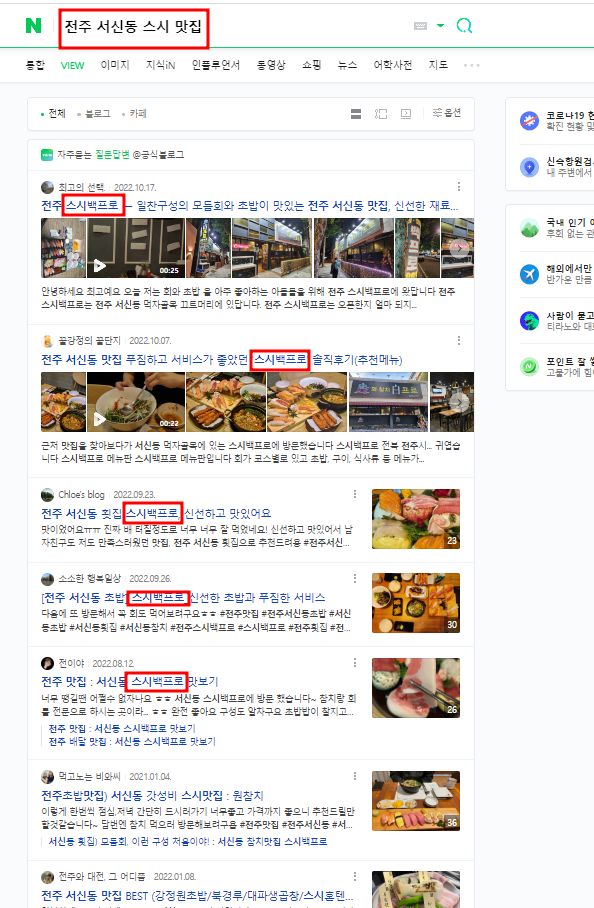 N 전주 서신동 스시 맛집
통합 VIEW 이미지 지식iN 인플루언서 동영상 쇼핑 뉴스 어학사전 지도
전체 블로그 카페 옵션
자주묻는 질문답변 @공식블로그
최고의 선택. 2022.10.17.
전주 스시백프로 – 알찬구성의 모듬회와 초밥이 있는 전주 서신동 맛집, 신선한 재료...
00:25
안녕하세요 최고예요 오늘 저는 회와 초밥 을 아주 좋아하는 아들들을 위해 전주 스시백프로에 왔답니다 전주
스시백프로는 전주 서신동 먹자골목 끄트머리에 있답니다. 전주 스시백프로는 오픈한지 얼마 되지...
꿀강정의 꿀단지 2022.10.07.
전주 서신동 맛집 푸짐하고 서비스가 좋았던 스시백프로 솔직후기(추천메뉴)
00:22
근저 맛집을 찾아보다가 서신동 먹자골목에 있는 스시백프로에 방문했습니다 스시백프로 전북 전주시... 귀엽습
니다 스시백프로 메뉴판 스시백프로 메뉴판입니다 회가 코스별로 있고 초밥, 구이, 식사류 등 메뉴가...
Chloe's blog 2022.09.23.
전주 서신동 횟집 스시백프로, 신선하고 맛있어요
맛이었어요ㅠㅠ 진짜 배 터질정도로 너무 너무 잘 먹었네요! 신선하고 맛있어서 남
자친구도 저도 만족스러웠던 맛집. 전주 서신동 횟집으로 추천드려용 #전주서신...
23
소소한 행복일상 2022.09.26.
[전주 서신동 초밥] 스시백프로 신선한 초밥과 푸짐한 서비스
다음에 또 방문해서 꼭 회도 먹어보려구요ㅎㅎ #전주맛집 #전주서신동초밥 #서신
동초밥 #서신동횟집 #서신동참치 #전주스시백프로 #스시백프로 #전주횟집 #전...
30
전이야 2022.08.12.
전주 맛집 : 서신동 스시백프로 맛보기
너무 땡길땐 어쩔수 없자나요 ㅎㅎ 서신동 스시백프로에 방문 했습니다~ 참치랑 회
를 전문으로 하시는 곳이라... ㅎㅎ 완전 좋아요 구성도 알차구요 초밥밥이 참지고...
26
전주 맛집 : 서신동 스시백프로 맛보기
전주 배달 맛집 : 서신동 스시백프로 맛보기
먹고노는 비와씨 2021.01.04.
전주초밥맛집) 서신동 갓성비 스시맛집 : 원참치
이렇게 한번씩 점심,저녁 간단히 드시러가기 너무좋고 가격까지 좋으니 추천드릴만
할것같습니다~ 담번엔 참치 먹으러 방문해보려구욤 #전주맛집 #전주서신동 #서...
36
서신동 횟집) 모듬회, 이런 구성 처음이야! : 서신동 참치맛집 스시백프로
전주와 대전, 그 어디쯤 2022.01.08.
전주 서신동 맛집 BEST (강정원초밥/북경루/대파생곱창/스시혼텐...
코로나19 현
확진 현황 및
신속항원검
내 주변에서
국내 인기 여
후회 없는 관
해외에서만
반가운 만큼
사람이 묻고
티라노와 대
포인트 잘 쌓
고물가에 힘